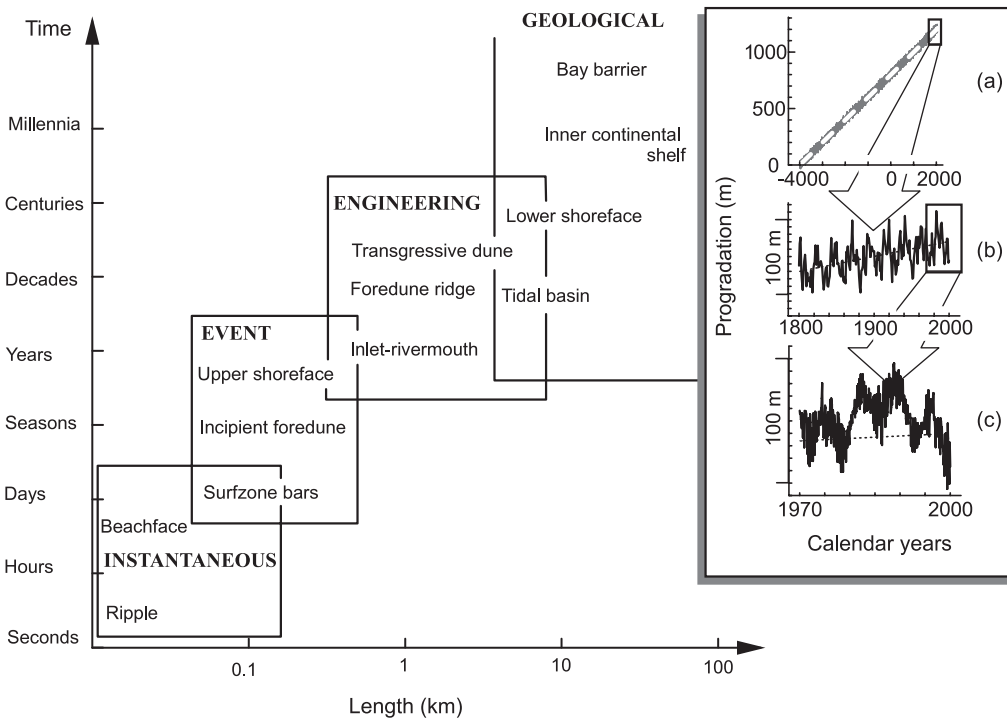 Time
Millennia
Centuries
Decades
Years
Seasons
Days
Hours
Seconds
0.1
1
10
100
Length (km)
GEOLOGICAL
Bay barrier
Inner continental
shelf
ENGINEERING
Lower shoreface
Transgressive dune
Foredune ridge
Tidal basin
Inlet-rivermouth
EVENT
Upper shoreface
Incipient foredune
Surfzone bars
Beachface
INSTANTANEOUS
Ripple
Progradation (m)
1000
500
0
-4000
0
2000
(a)
100 m
1800
1900
2000
(b)
100 m
1970
2000
(c)
Calendar years